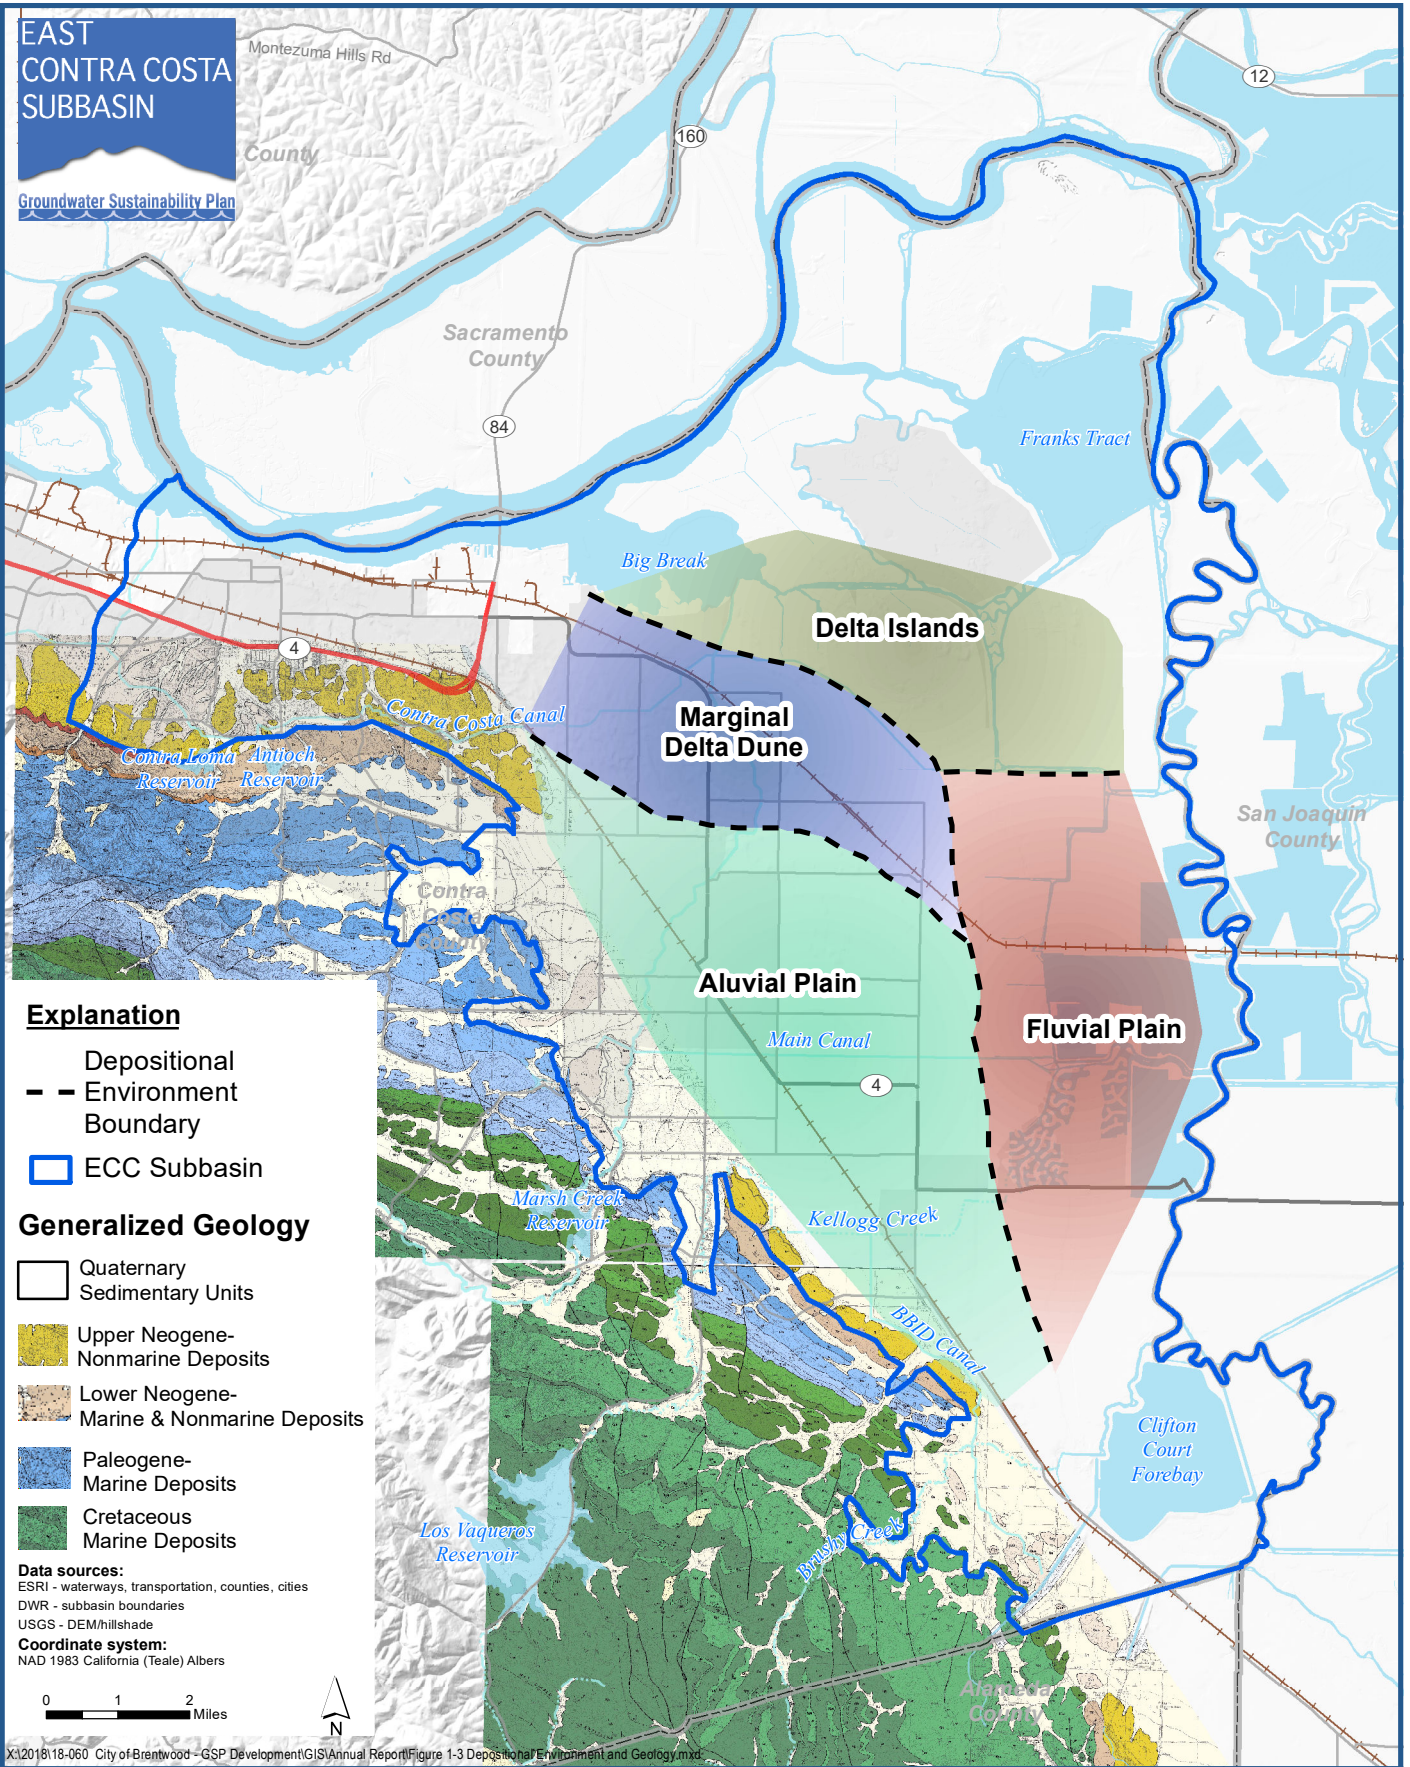 EAST
CONTRA COSTA
SUBBASIN
Groundwater Sustainability Plan
Montezuma Hills Rd
County
160
12
Sacramento
County
84
Franks Tract
Big Break
Delta Islands
4
Contra Costa Canal
Marginal
Delta Dune
Contra Loma
Reservoir
Antioch
Reservoir
San Joaquin
County
Contra
Costa
County
Aluvial Plain
Fluvial Plain
Main Canal
4
Marsh Creek
Reservoir
Kellogg Creek
BBID Canal
Clifton
Court
Forebay
Los Vaqueros
Reservoir
Brushy Creek
Alameda
County
Explanation
Depositional
Environment
Boundary
ECC Subbasin
Generalized Geology
Quaternary
Sedimentary Units
Upper Neogene-
Nonmarine Deposits
Lower Neogene-
Marine & Nonmarine Deposits
Paleogene-
Marine Deposits
Cretaceous
Marine Deposits
Data sources:
ESRI - waterways, transportation, counties, cities
DWR - subbasin boundaries
USGS - DEM/hillshade
Coordinate system:
NAD 1983 California (Teale) Albers
0 1 2
Miles
N
X:\2018\18-060 City of Brentwood - GSP Development\GIS\Annual Report\Figure 1-3 Depositional Environment and Geology.mxd